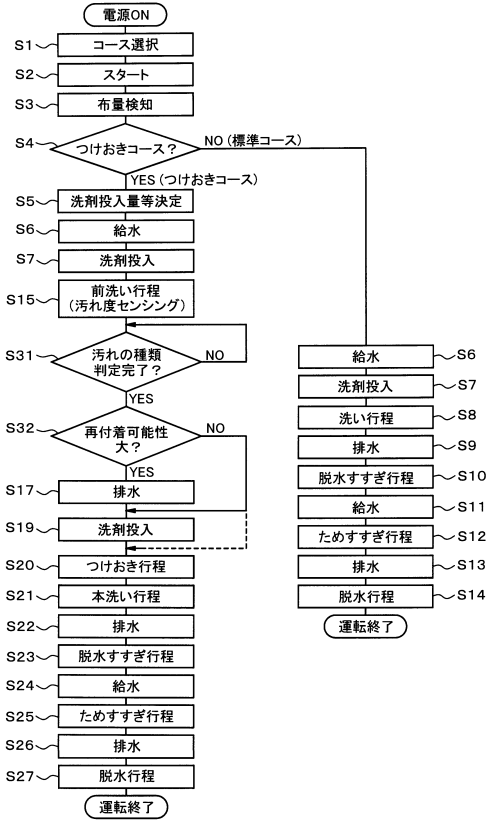 電源ON
S1 コース選択
S2 スタート
S3 布量検知
S4 つけおきコース?
NO(標準コース)
YES(つけおきコース)
S5 洗剤投入量等決定
S6 給水
S7 洗剤投入
S15 前洗い行程
(汚れ度センシング)
S31 汚れの種類
判定完了?
NO
YES
S32 再付着可能性
大?
NO
YES
S17 排水
S19 洗剤投入
S20 つけおき行程
S21 本洗い行程
S22 排水
S23 脱水すすぎ行程
S24 給水
S25 ためすすぎ行程
S26 排水
S27 脱水行程
運転終了
給水 S6
洗剤投入 S7
洗い行程 S8
排水 S9
脱水すすぎ行程 S10
給水 S11
ためすすぎ行程 S12
排水 S13
脱水行程 S14
運転終了